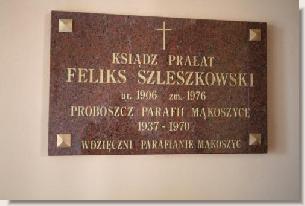 KSIĄDZ PRAŁAT
FELIKS SZLESZKOWSKI
ur. 1906 zm. 1976
PROBOSZCZ PARAFII MĄKOSZYCE
1937-1970
WDZIĘCZNI PARAFIANIE MĄKOSZYC